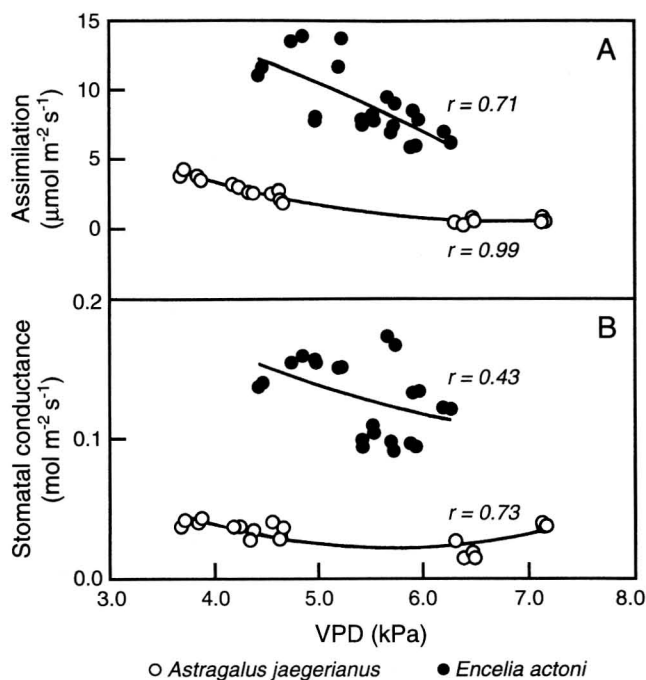 15
A
10
r = 0.71
5
0
r = 0.99
Assimilation
(μmol m⁻² s⁻¹)
0.2
B
r = 0.43
0.1
r = 0.73
0.0
Stomatal conductance
(mol m⁻² s⁻¹)
3.0 4.0 5.0 6.0 7.0 8.0
VPD (kPa)
○ Astragalus jaegerianus ● Encelia actoni